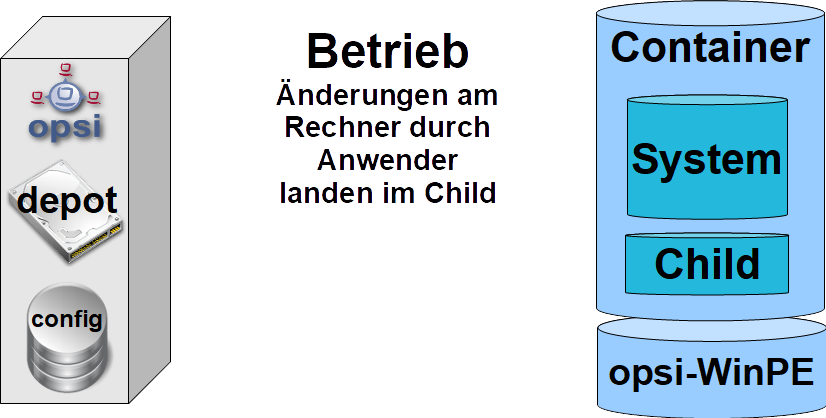 opsi
depot
config
Betrieb
Änderungen am
Rechner durch
Anwender
landen im Child
Container
System
Child
opsi-WinPE